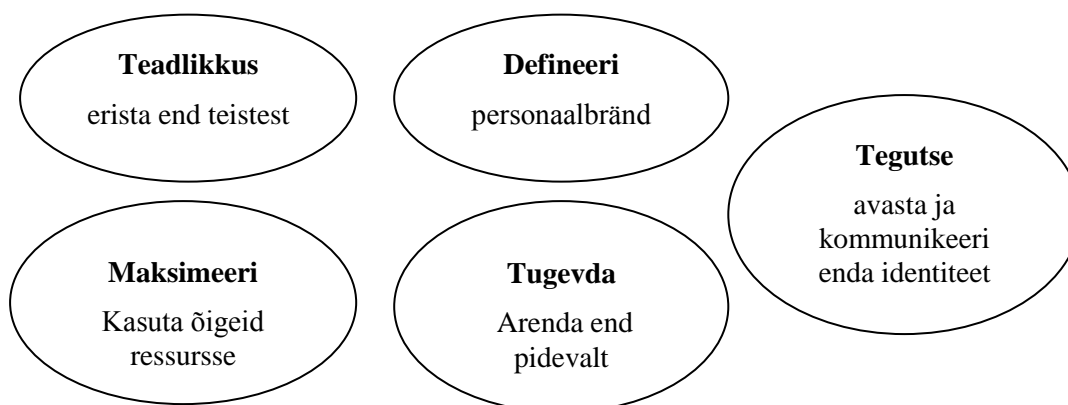 Teadlikkus
erista end teistest
Defineeri
personaalbränd
Tegutse
avasta ja
kommunikeeri
enda identiteet
Maksimeeri
Kasuta õigeid
ressursse
Tugevda
Arenda end
pidevalt